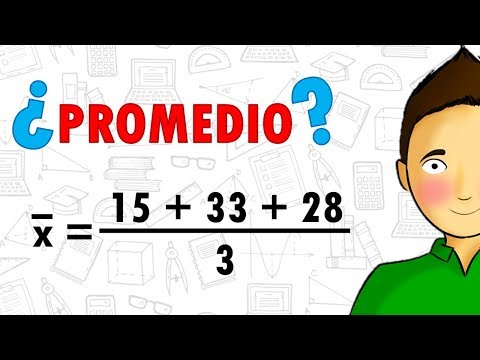 ¿PROMEDIO?
x̅ = 15 + 33 + 28
3